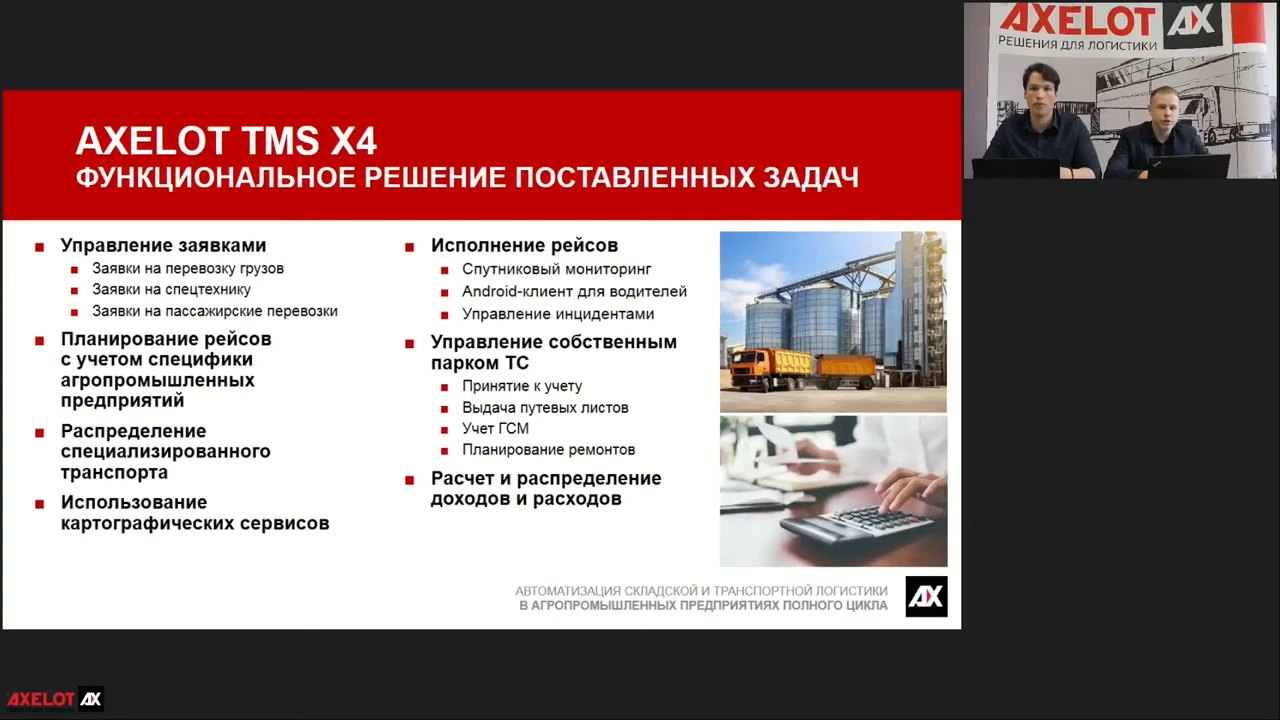 AXELOT TMS X4
ФУНКЦИОНАЛЬНОЕ РЕШЕНИЕ ПОСТАВЛЕННЫХ ЗАДАЧ
Управление заявками
Заявки на перевозку грузов
Заявки на спецтехнику
Заявки на пассажирские перевозки
Планирование рейсов
с учетом специфики
агропромышленных
предприятий
Распределение
специализированного
транспорта
Использование
картографических сервисов
Исполнение рейсов
Спутниковый мониторинг
Android-клиент для водителей
Управление инцидентами
Управление собственным
парком ТС
Принятие к учету
Выдача путевых листов
Учет ГСМ
Планирование ремонтов
Расчет и распределение
доходов и расходов
АВТОМАТИЗАЦИЯ СКЛАДСКОЙ И ТРАНСПОРТНОЙ ЛОГИСТИКИ
В АГРОПРОМЫШЛЕННЫХ ПРЕДПРИЯТИЯХ ПОЛНОГО ЦИКЛА
AX
AXELOT AX
РЕШЕНИЯ ДЛЯ ЛОГИСТИКИ
AXELOT AX